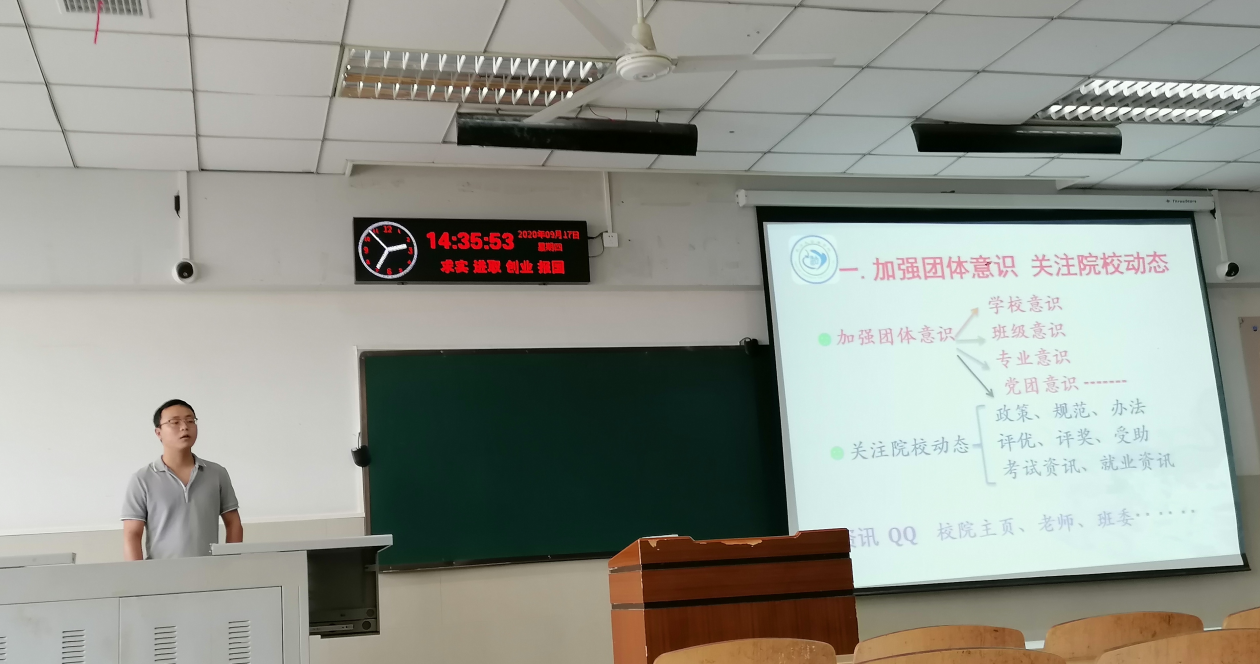 14:35:53
2020年09月17日
星期四
求实 进取 创业 报国
一. 加强团体意识 关注院校动态
加强团体意识
学校意识
班级意识
专业意识
党团意识-------
关注院校动态
政策、规范、办法
评优、评奖、受助
考试资讯、就业资讯
讯 QQ 校院主页、老师、班委······